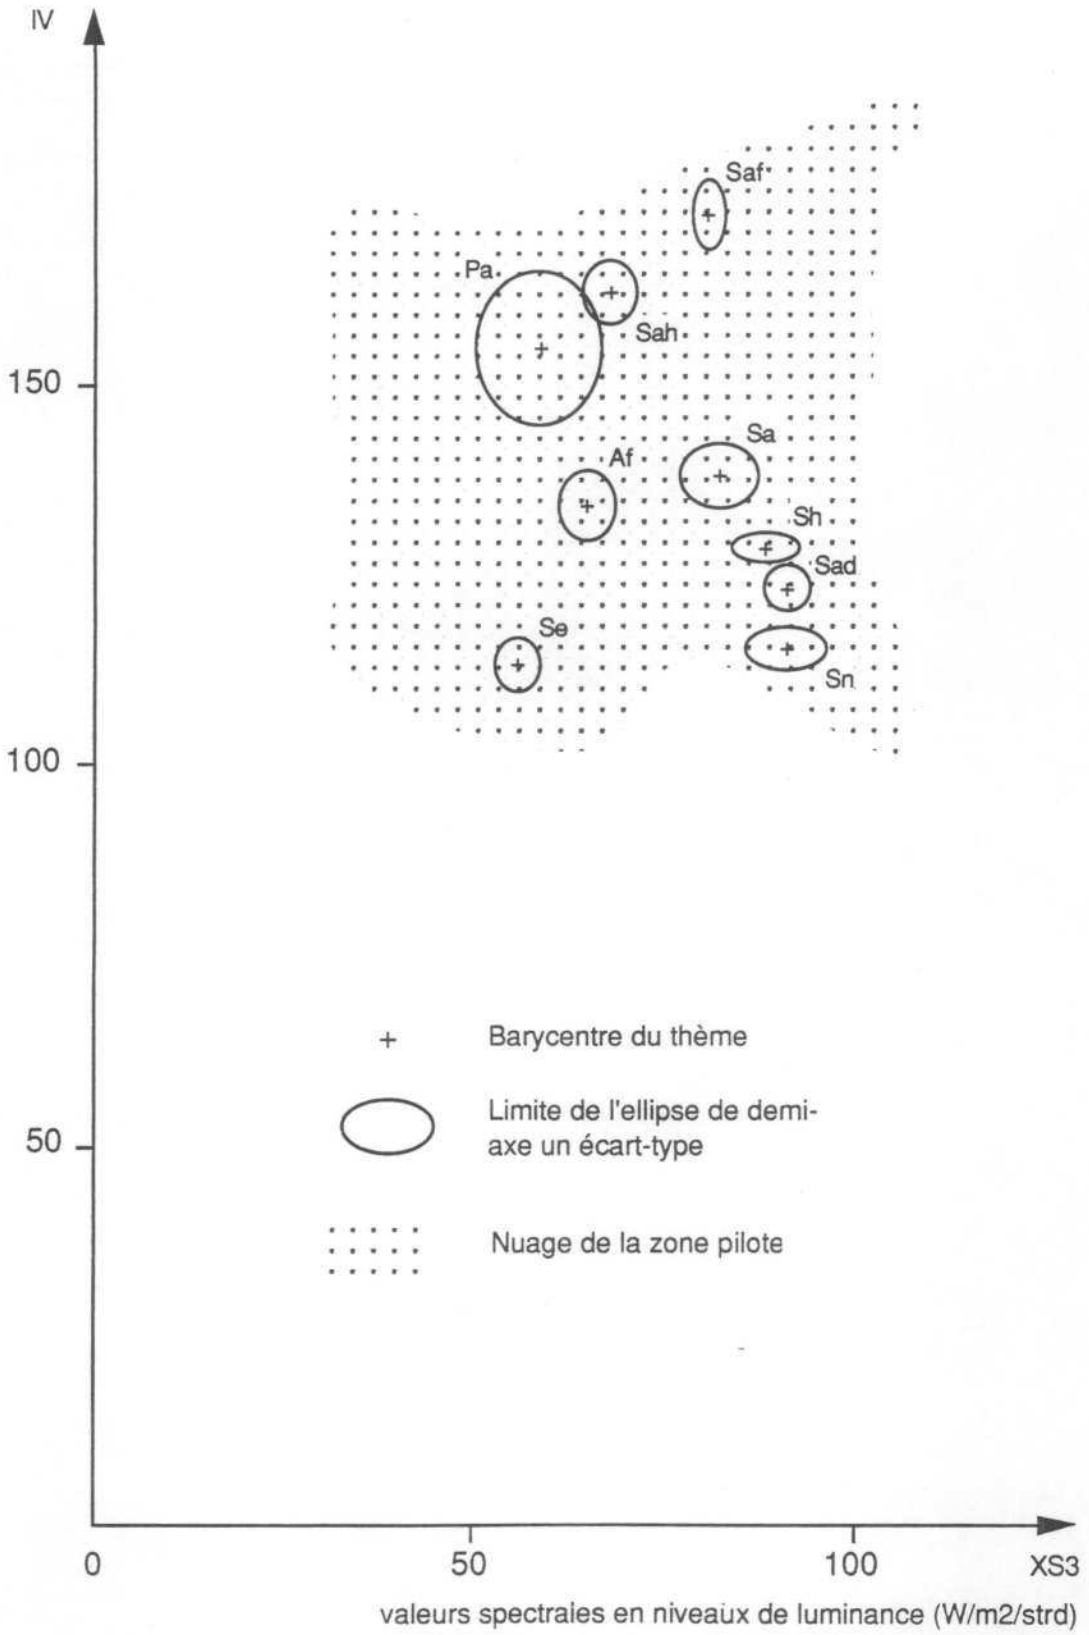 IV
Saf
Pa
Sah
150
Sa
Af
Sh
Sad
Se
Sn
100
+ Barycentre du thème
Limite de l'ellipse de demi-
axe un écart-type
50
Nuage de la zone pilote
0
50
100
XS3
valeurs spectrales en niveaux de luminance (W/m2/strd)